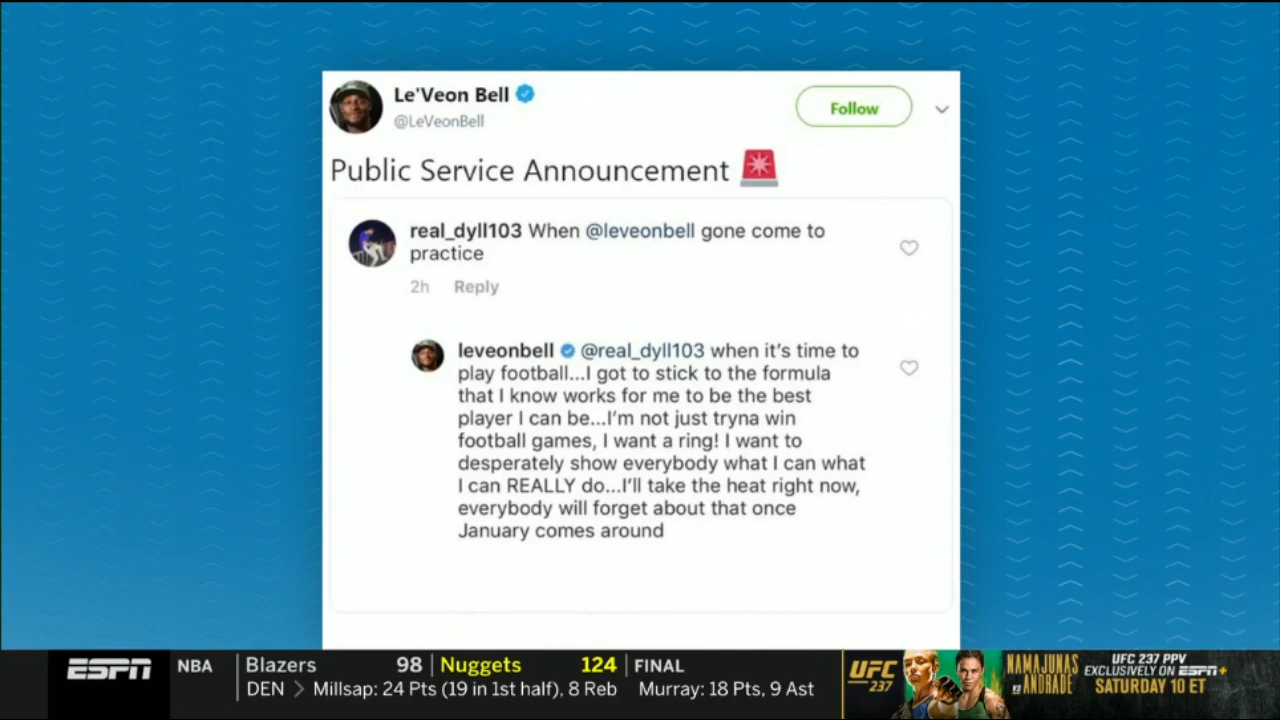 Le'Veon Bell
@LeVeonBell
Follow
Public Service Announcement
real_dyll103 When @leveonbell gone come to
practice
2h Reply
leveonbell @real_dyll103 when it's time to
play football...I got to stick to the formula
that I know works for me to be the best
player I can be...I'm not just tryna win
football games, I want a ring! I want to
desperately show everybody what I can what
I can REALLY do...I'll take the heat right now,
everybody will forget about that once
January comes around
ESPN
NBA
Blazers 98 Nuggets 124 FINAL
DEN > Millsap: 24 Pts (19 in 1st half), 8 Reb Murray: 18 Pts, 9 Ast
UFC
237
NAMAJUNAS
VS ANDRADE
UFC 237 PPV
EXCLUSIVELY ON ESPN+
SATURDAY 10 ET